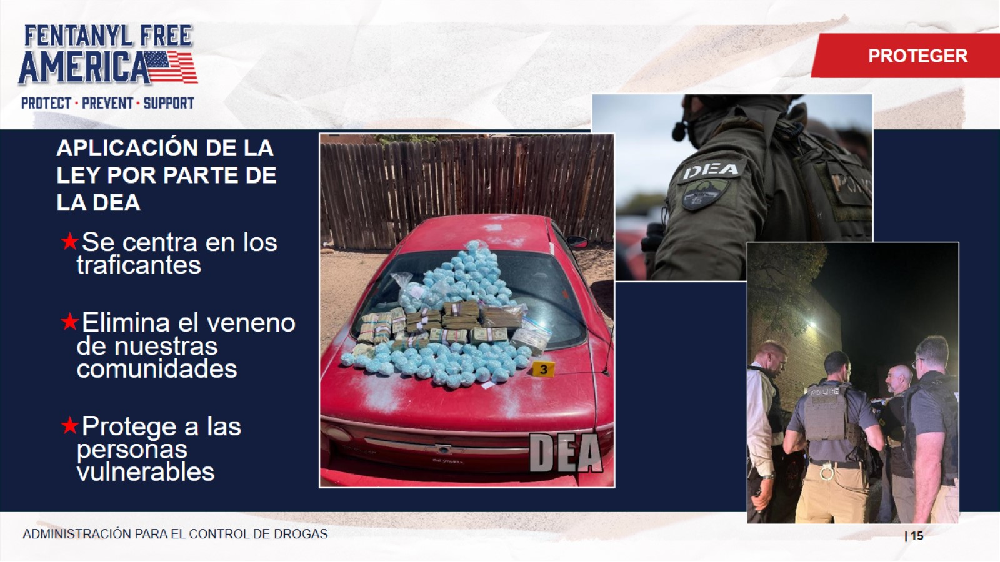 FENTANYL FREE
AMERICA
PROTECT · PREVENT · SUPPORT
PROTEGER
APLICACIÓN DE LA
LEY POR PARTE DE
LA DEA
★Se centra en los
traficantes
★Elimina el veneno
de nuestras
comunidades
★Protege a las
personas
vulnerables
3
DEA
DEA
POLICE
ADMINISTRACIÓN PARA EL CONTROL DE DROGAS
| 15